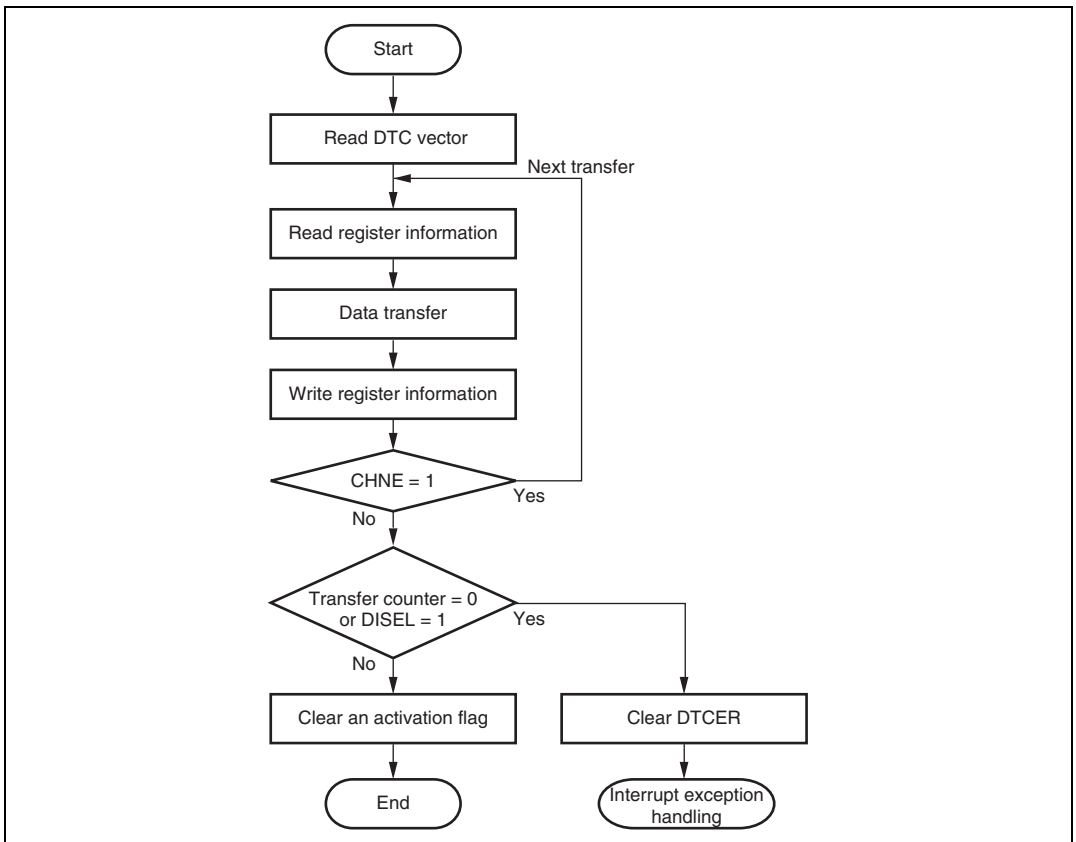 Start
Read DTC vector
Next transfer
Read register information
Data transfer
Write register information
CHNE = 1
Yes
No
Transfer counter = 0
or DISEL = 1
Yes
No
Clear an activation flag
Clear DTCER
End
Interrupt exception
handling